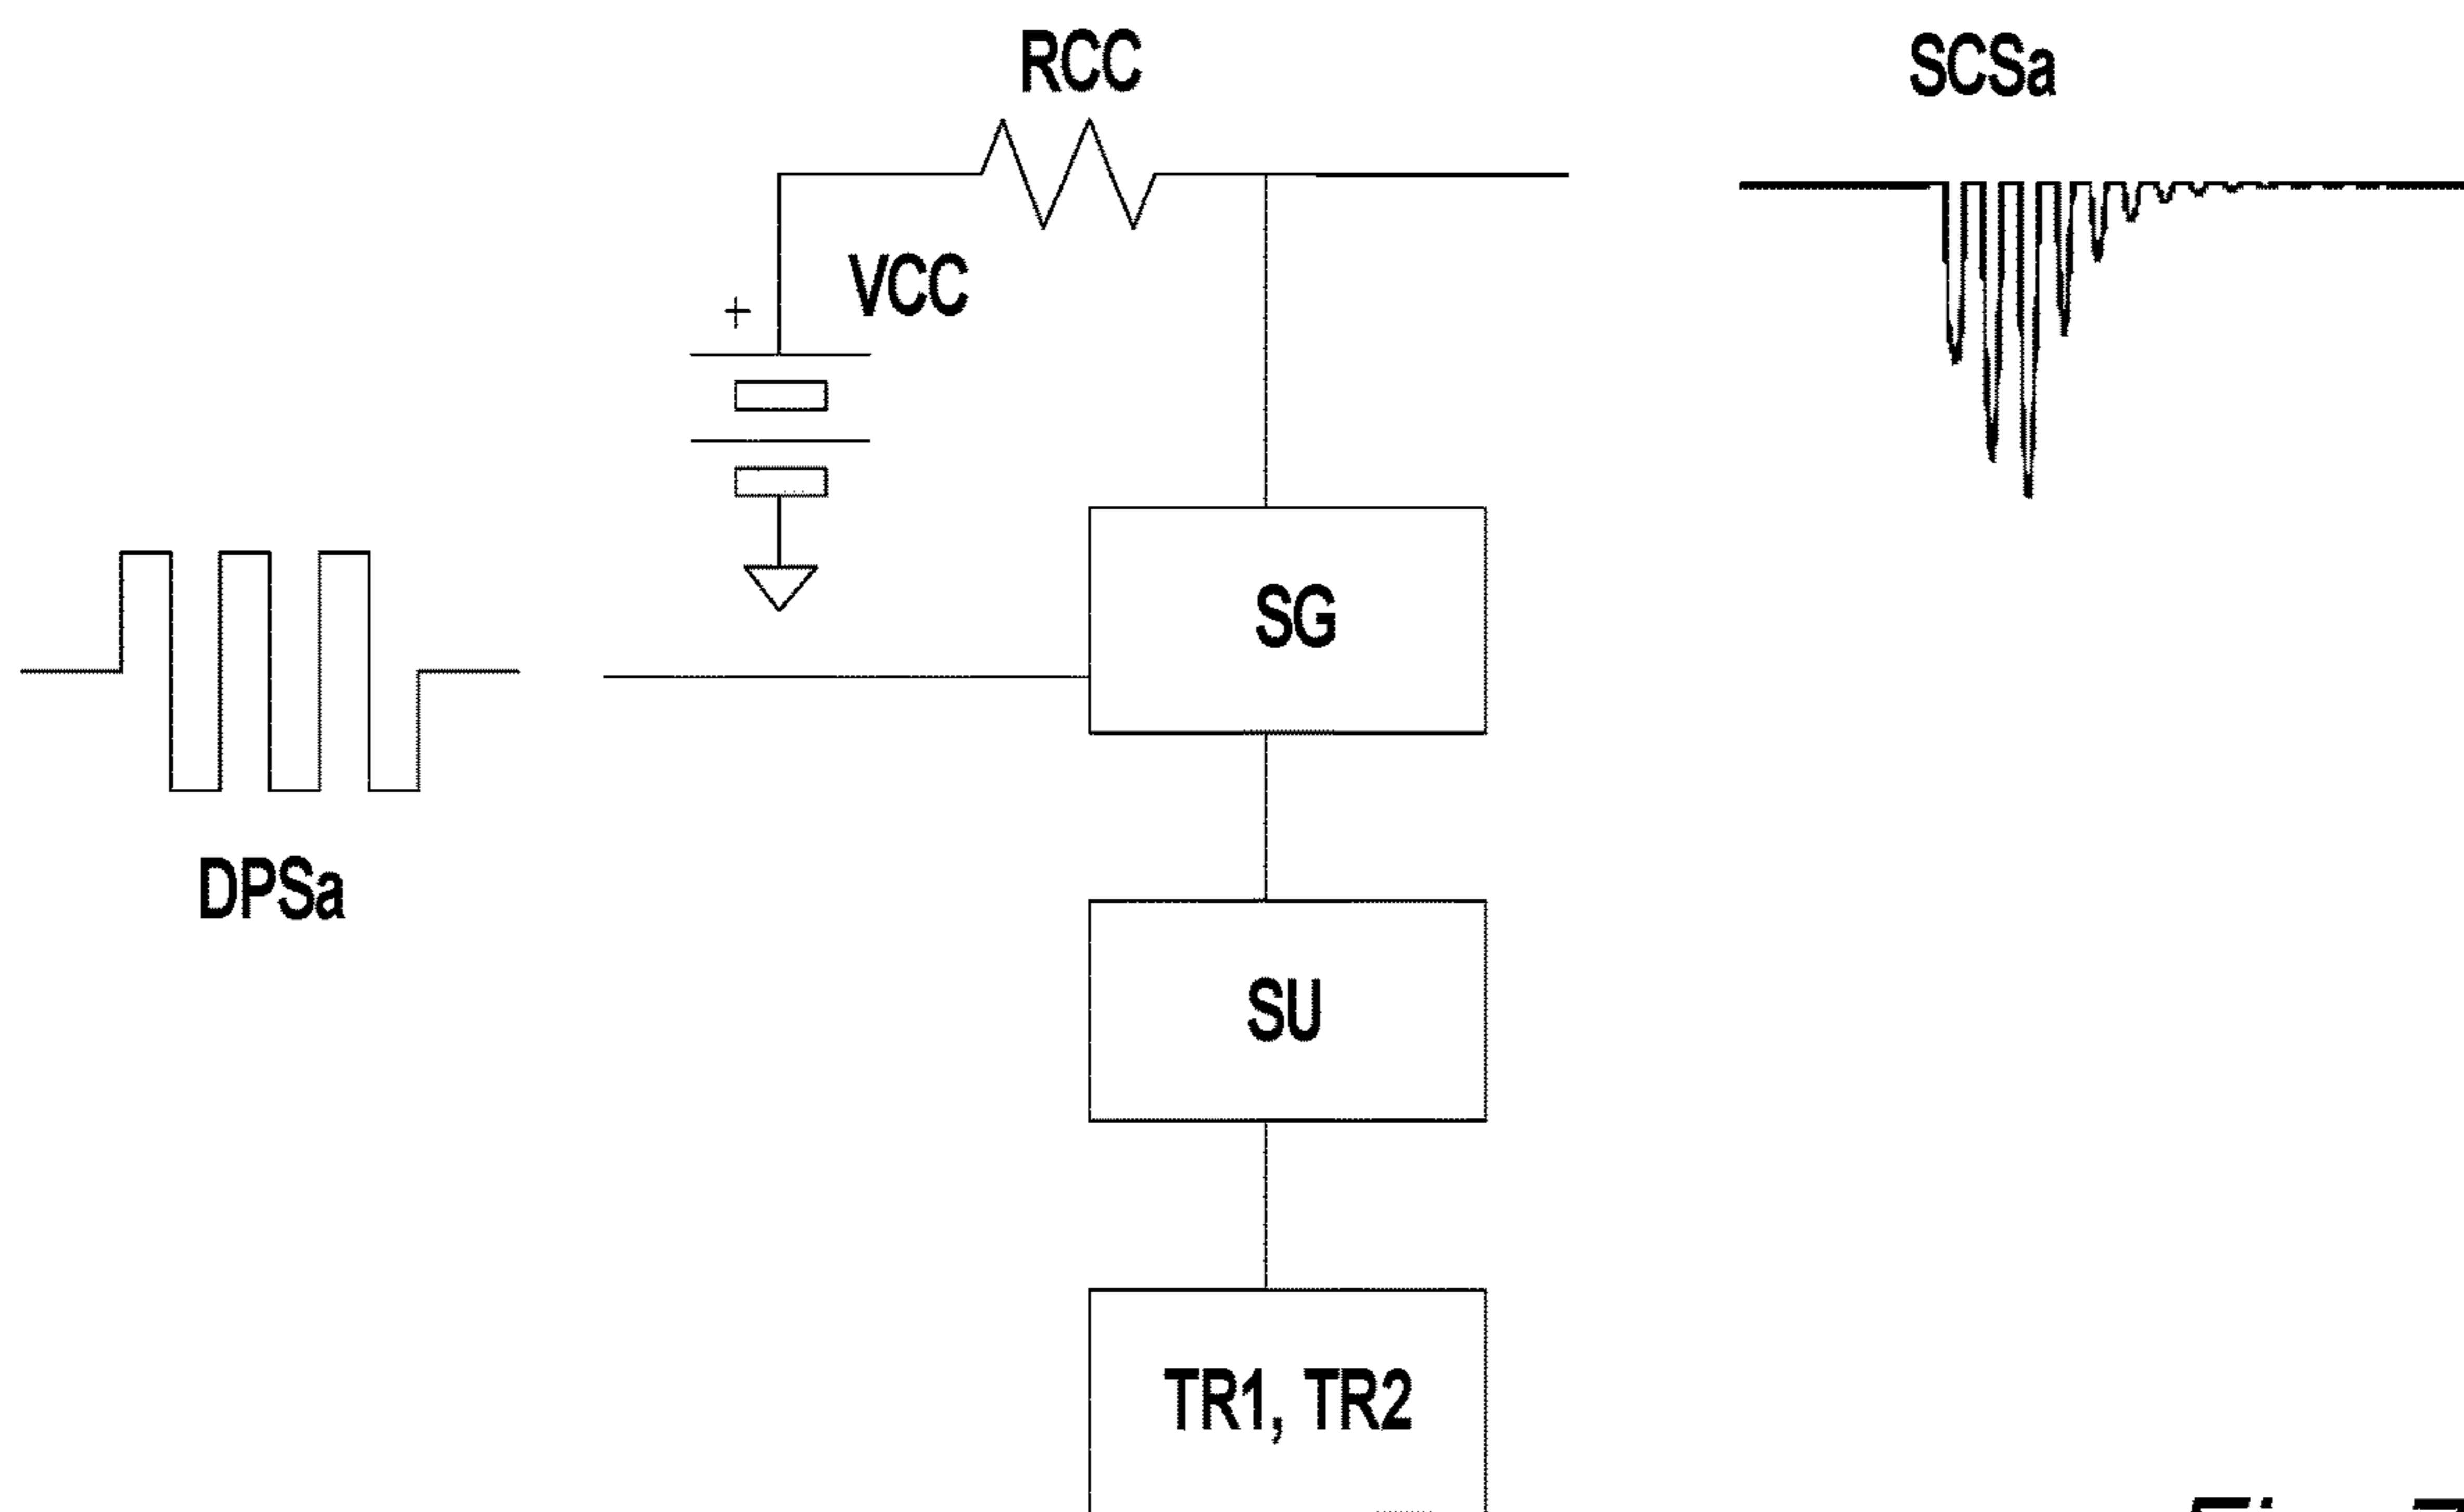 RCC
SCSa
VCC
+
SG
DPSa
SU
TR1, TR2